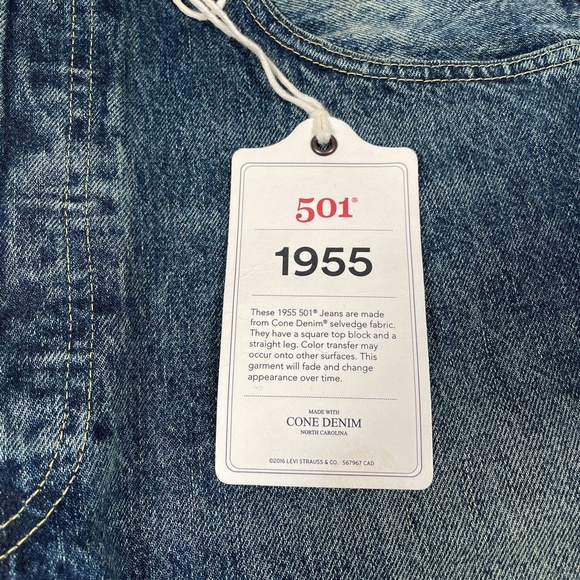 501®
1955
These 1955 501® Jeans are made
from Cone Denim® selvedge fabric.
They have a square top block and a
straight leg. Color transfer may
occur onto other surfaces. This
garment will fade and change
appearance over time.
MADE WITH
CONE DENIM
NORTH CAROLINA
©2016 LEVI STRAUSS & CO. 567967 CAD